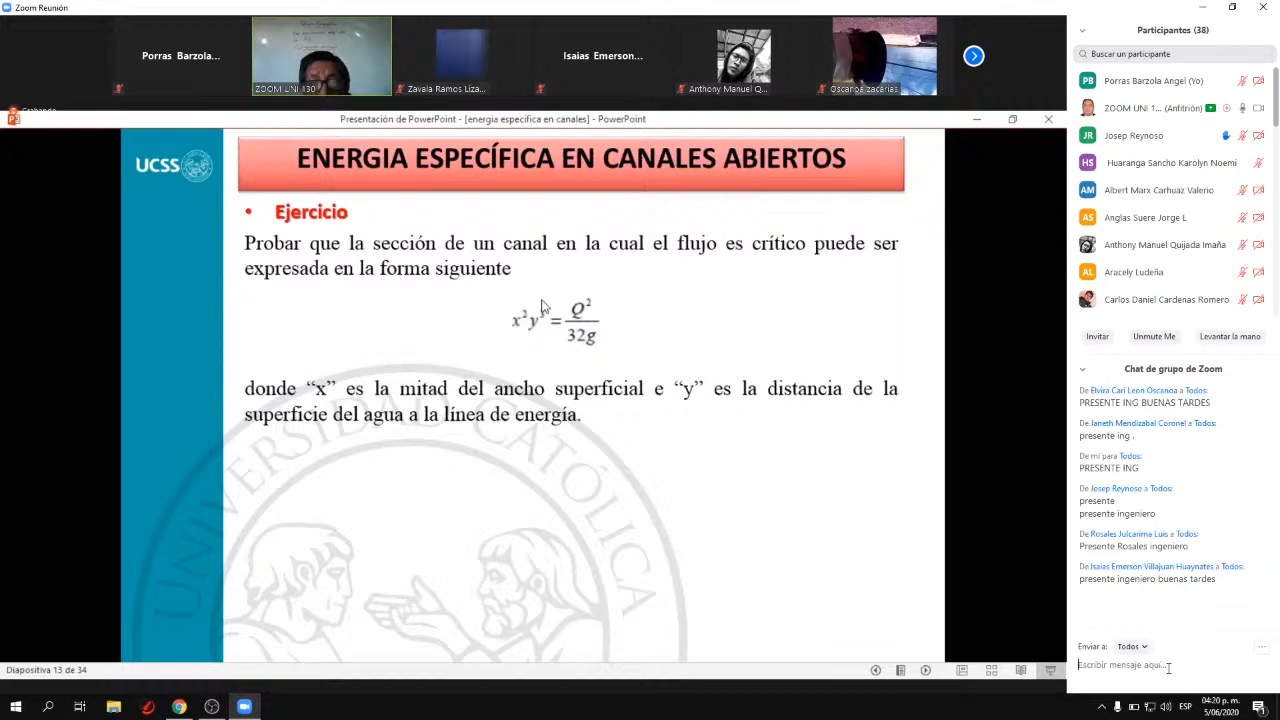 Zoom Reunión
Porras Barzola...
ZOOM UNI 130
Zavala Ramos Liza...
Isaias Emerson...
Anthony Manuel Q...
Oscanoa zacarias
Grabando
Presentación de PowerPoint - [energia especifica en canales] - PowerPoint
UCSS
ENERGIA ESPECÍFICA EN CANALES ABIERTOS
• Ejercicio
Probar que la sección de un canal en la cual el flujo es crítico puede ser
expresada en la forma siguiente
x²y³ = Q²/32g
donde “x” es la mitad del ancho superficial e “y” es la distancia de la
superficie del agua a la línea de energía.
UNIVERSIDAD CATÓLICA
Diapositiva 13 de 34
Participantes (38)
Buscar un participante
PB Porras Barzola Angel (Yo)
ZOOM UNI 1... (Anfitrión)
JR Josep Reynoso
HS Huaranga Sancho Karolyn Noemi
AM Albert Marx Carhuaz Valerio
AS Anglas Suere Jorge L
Anthony Manuel Quijada Imaña
AL Aracely Ludeña
Carlos Daniel Cardenas Romero
Invitar Unmute Me Levantar la mano
Chat de grupo de Zoom
De Elvira Cari Leon Oscanoa a Todos:
PRESENTE ING BUENAS TARDES
De Janeth Mendizabal Coronel a Todos:
presente ing .
De mí para Todos:
PRESENTE ING
De Josep Reynoso a Todos:
presente
presente ingeniero
De Rosales Julcarima Luis a Todos:
Presente Rosales ingeniero
De Isaias Emerson Villajuan Huaynates a Todos:
presente ingeniero buenas tardes
Enviar a: Todos
Escribir mensaje aquí...
ESP
04:20 p. m.
5/06/2020